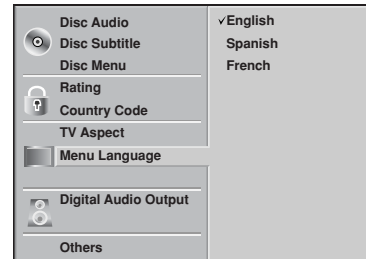 Disc Audio
Disc Subtitle
Disc Menu
Rating
Country Code
TV Aspect
Menu Language
Digital Audio Output
Others
✓English
Spanish
French